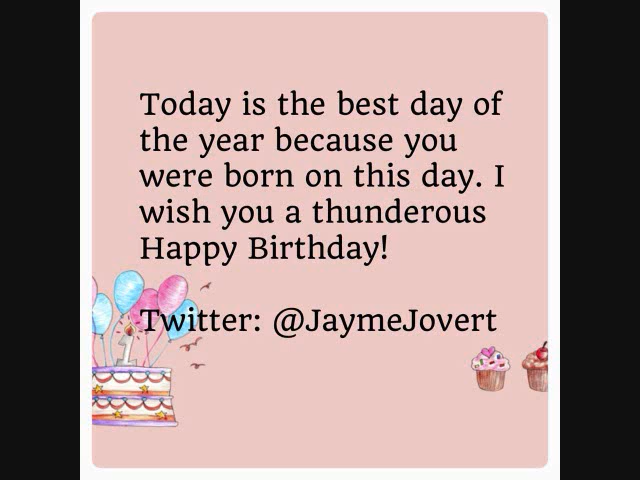 Today is the best day of
the year because you
were born on this day. I
wish you a thunderous
Happy Birthday!
Twitter: @JaymeJovert
1